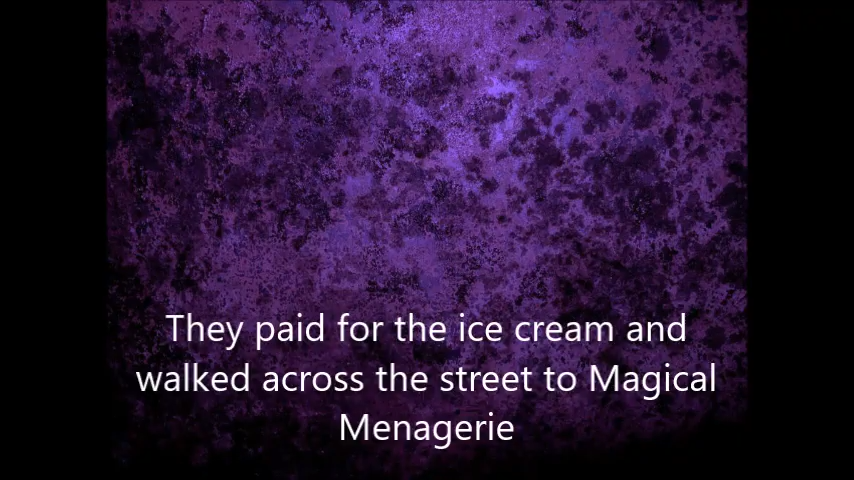 They paid for the ice cream and
walked across the street to Magical
Menagerie